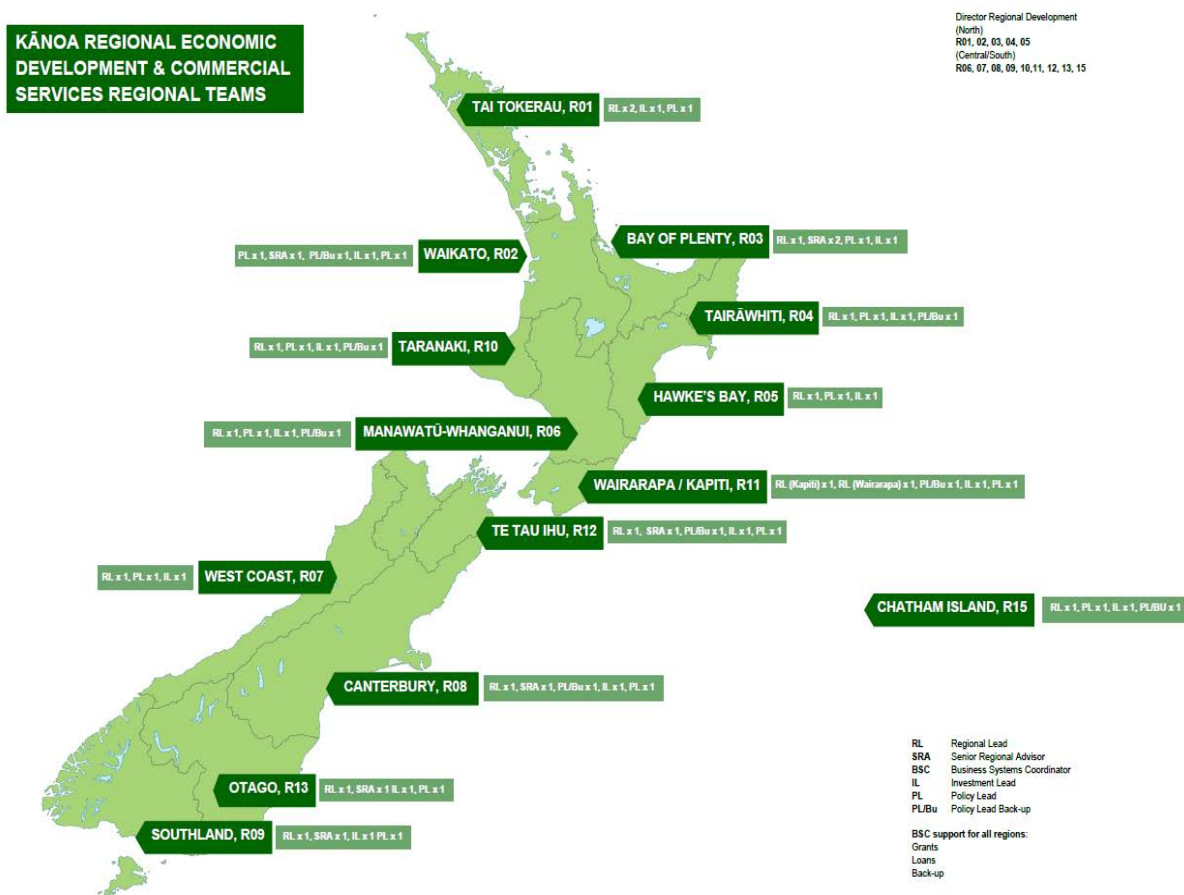 KĀNOA REGIONAL ECONOMIC
DEVELOPMENT & COMMERCIAL
SERVICES REGIONAL TEAMS
Director Regional Development
(North)
R01, 02, 03, 04, 05
(Central/South)
R06, 07, 08, 09, 10,11, 12, 13, 15
TAI TOKERAU, R01
RL x 2, IL x 1, PL x 1
BAY OF PLENTY, R03
RL x 1, SRA x 2, PL x 1, IL x 1
PL x 1, SRA x 1, PL/Bu x 1, IL x 1, PL x 1
WAIKATO, R02
TAIRĀWHITI, R04
RL x 1, PL x 1, IL x 1, PL/Bu x 1
RL x 1, PL x 1, IL x 1, PL/Bu x 1
TARANAKI, R10
HAWKE'S BAY, R05
RL x 1, PL x 1, IL x 1
RL x 1, PL x 1, IL x 1, PL/Bu x 1
MANAWATŪ-WHANGANUI, R06
WAIRARAPA / KAPITI, R11
RL (Kapiti) x 1, RL (Wairarapa) x 1, PL/Bu x 1, IL x 1, PL x 1
TE TAU IHU, R12
RL x 1, SRA x 1, PL/Bu x 1, IL x 1, PL x 1
RL x 1, PL x 1, IL x 1
WEST COAST, R07
CHATHAM ISLAND, R15
RL x 1, PL x 1, IL x 1, PL/BU x 1
CANTERBURY, R08
RL x 1, SRA x 1, PL/Bu x 1, IL x 1, PL x 1
OTAGO, R13
RL x 1, SRA x 1 IL x 1, PL x 1
SOUTHLAND, R09
RL x 1, SRA x 1, IL x 1 PL x 1
RL Regional Lead
SRA Senior Regional Advisor
BSC Business Systems Coordinator
IL Investment Lead
PL Policy Lead
PL/Bu Policy Lead Back-up
BSC support for all regions:
Grants
Loans
Back-up